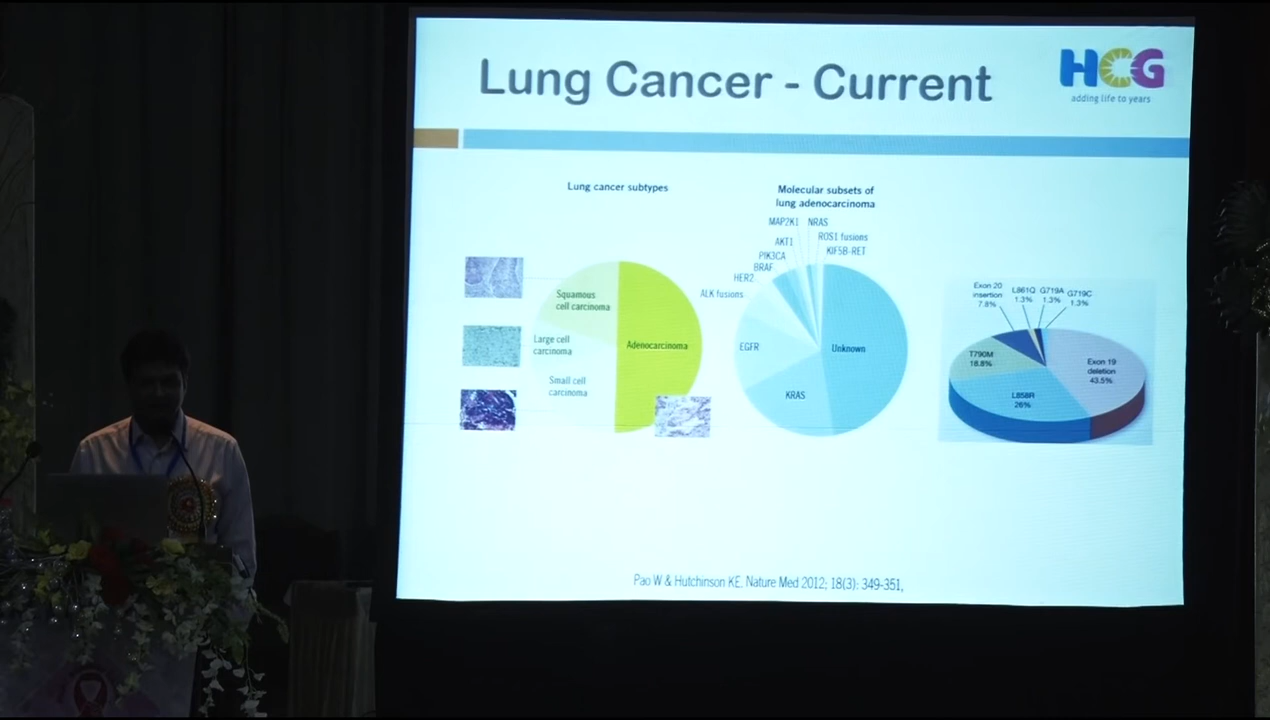 Lung Cancer - Current
HCG
adding life to years
Lung cancer subtypes
Squamous
cell carcinoma
Large cell
carcinoma
Small cell
carcinoma
Adenocarcinoma
Molecular subsets of
lung adenocarcinoma
MAP2K1
NRAS
AKT1
ROS1 fusions
PIK3CA
KIF5B-RET
BRAF
HER2
ALK fusions
EGFR
Unknown
KRAS
Exon 20
insertion
7.8%
L861Q
1.3%
G719A
1.3%
G719C
1.3%
T790M
18.8%
Exon 19
deletion
43.5%
L858R
26%
Pao W & Hutchinson KE. Nature Med 2012; 18(3): 349-351,